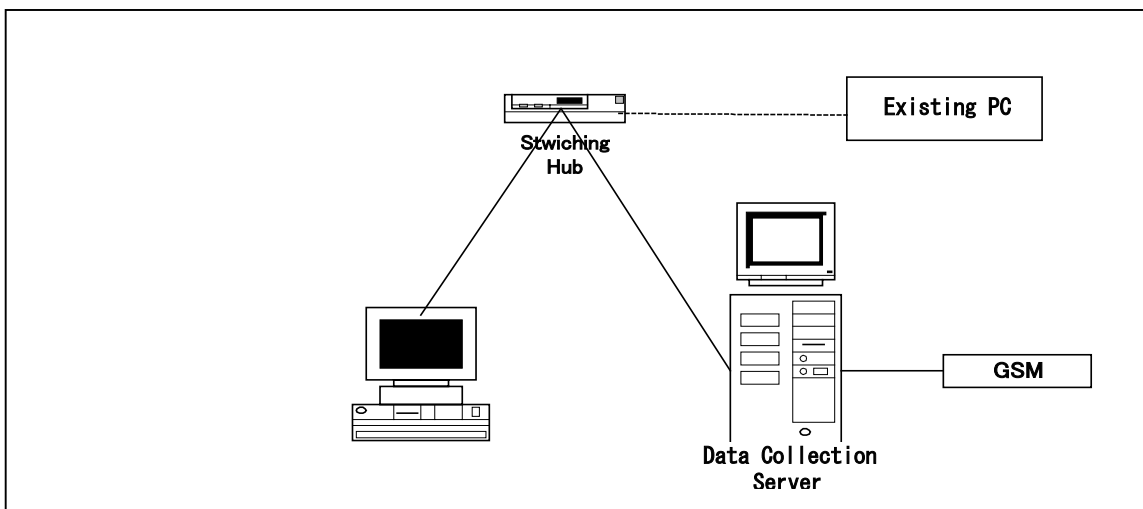 Existing PC
Stwiching
Hub
GSM
Data Collection
Server